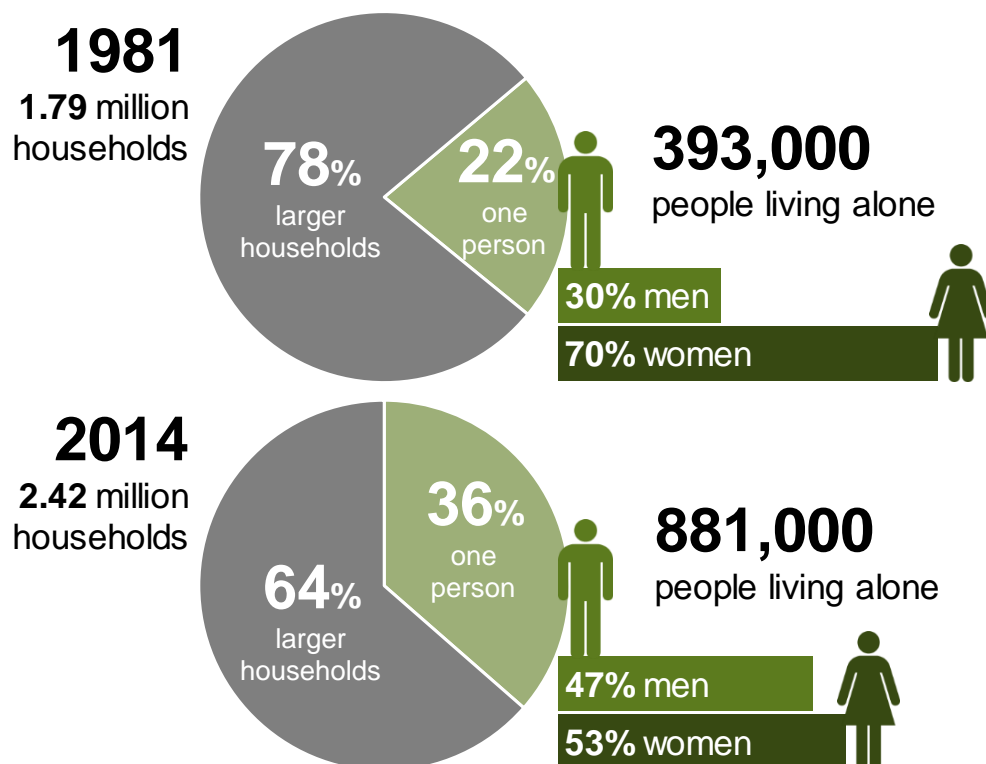 1981
1.79 million
households
78%
larger
households
22%
one
person
393,000
people living alone
30% men
70% women
2014
2.42 million
households
36%
one
person
64%
larger
households
881,000
people living alone
47% men
53% women